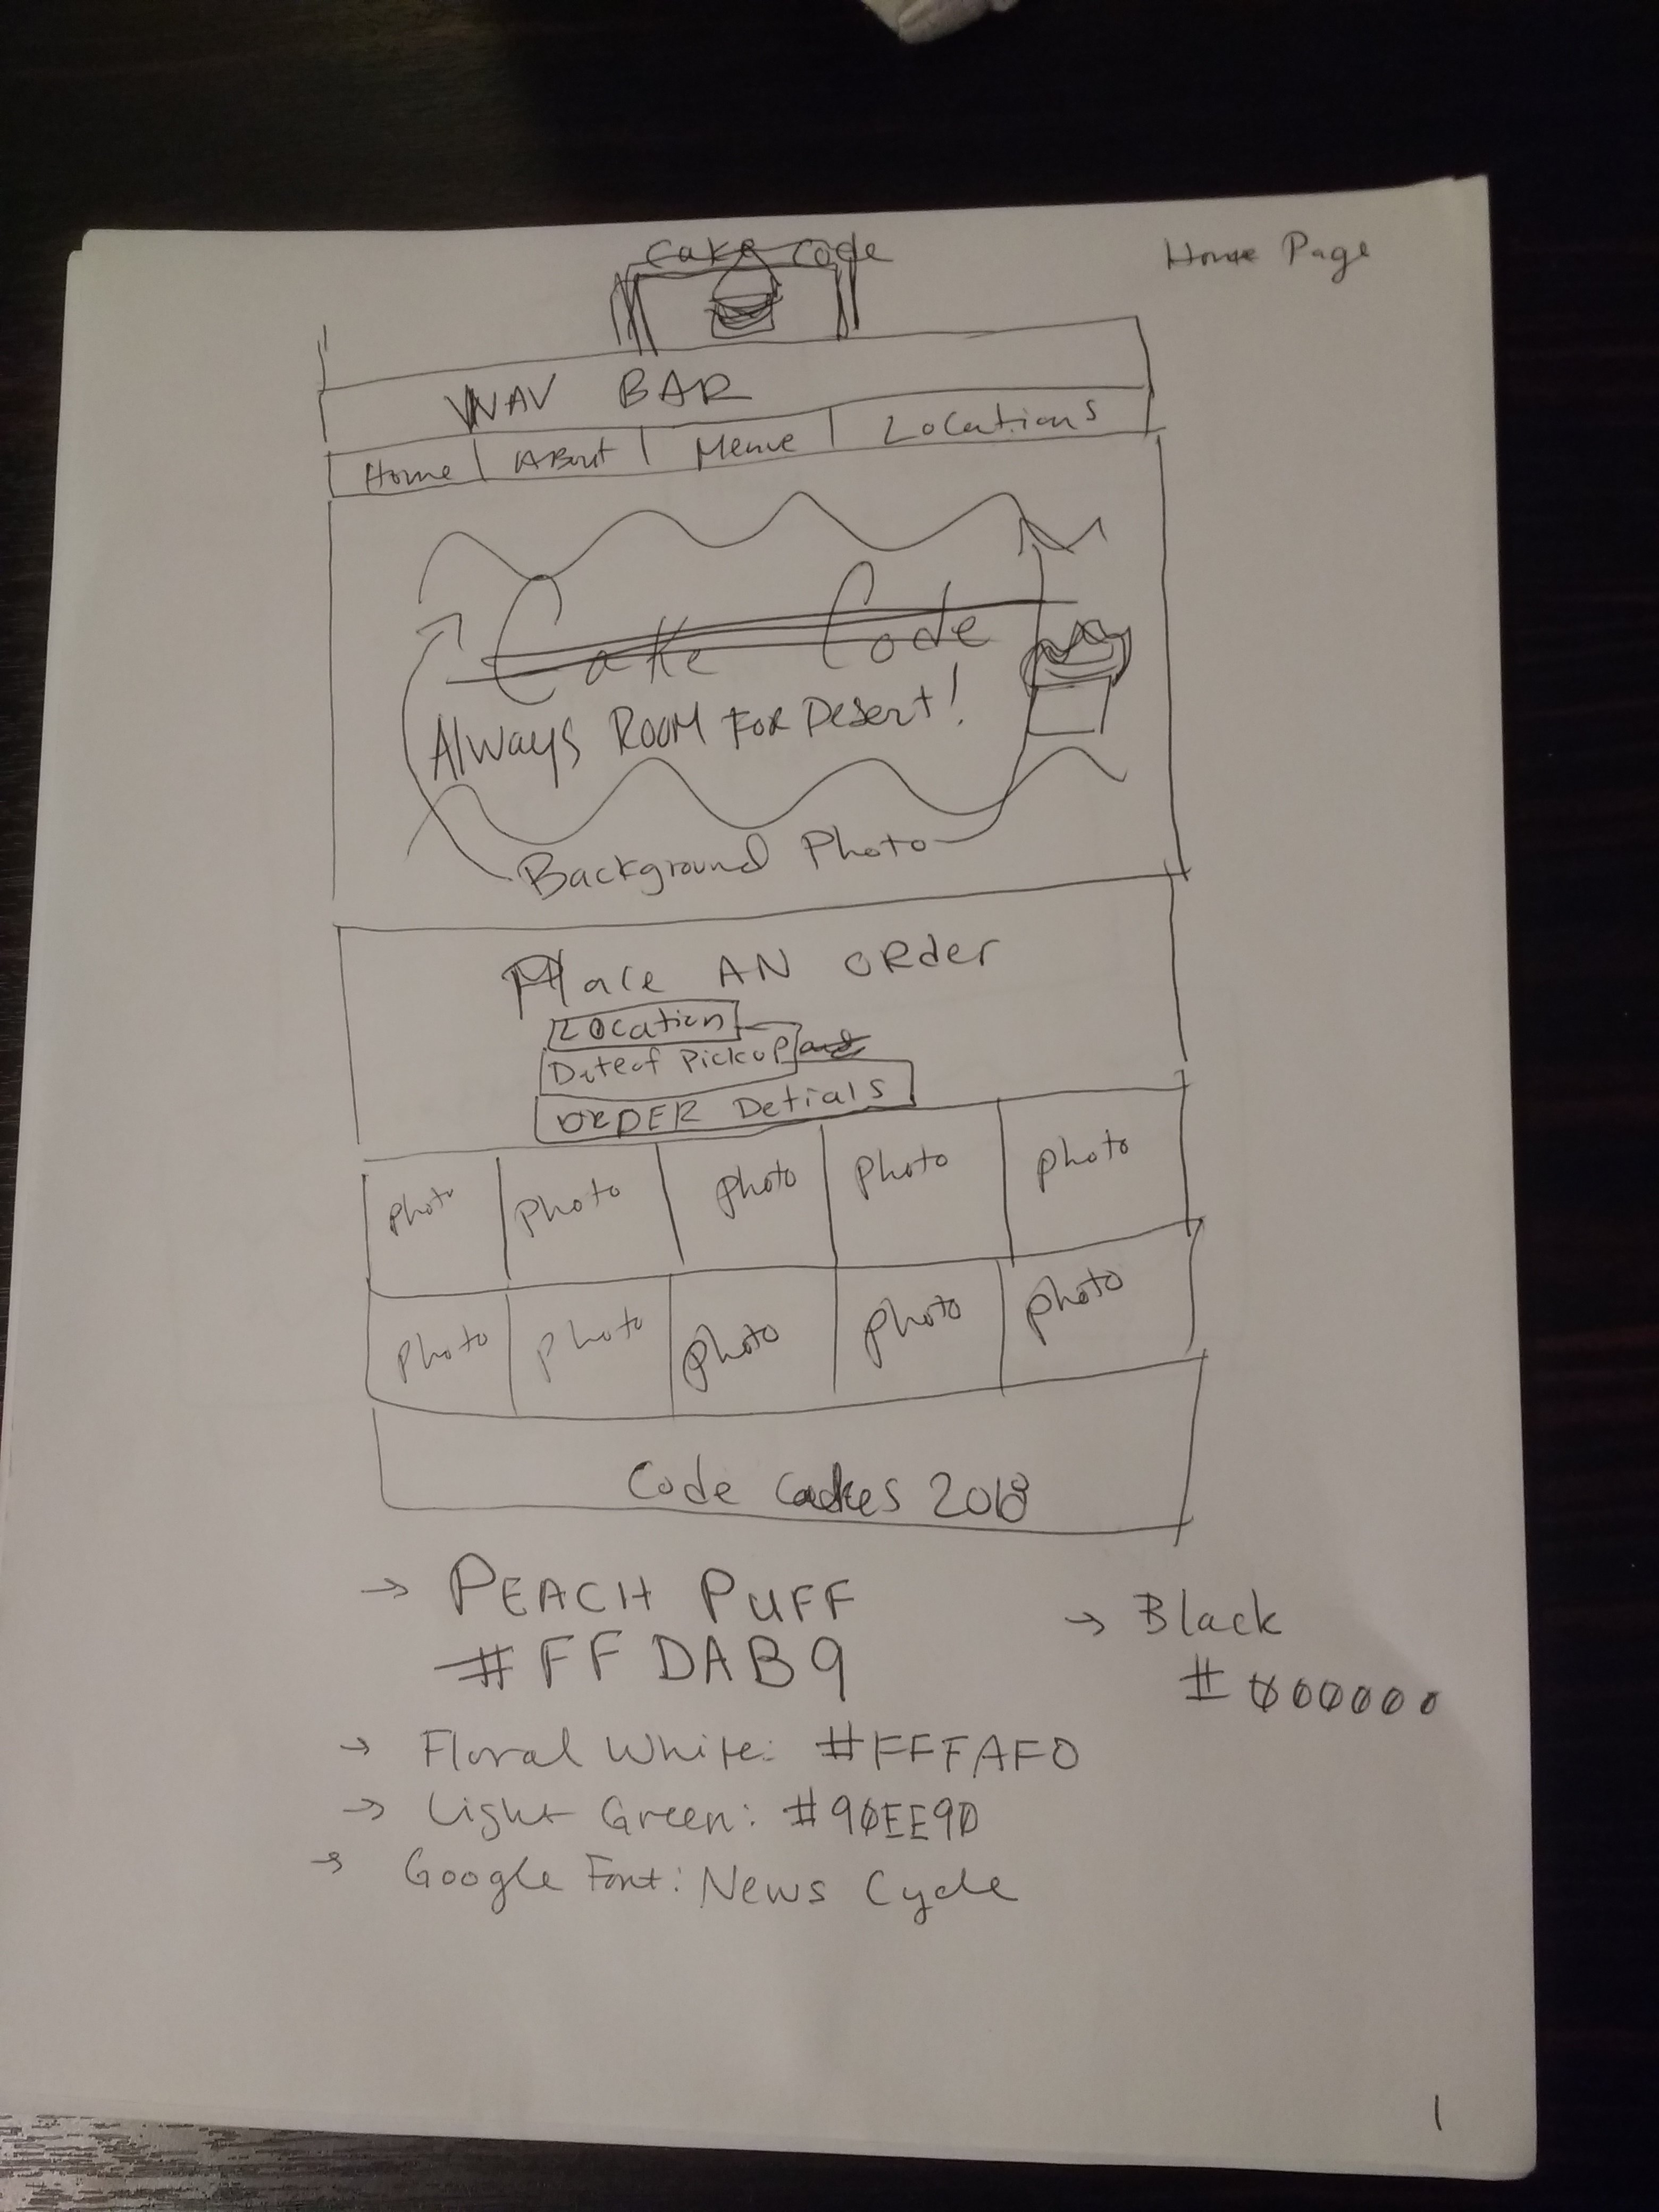 Cake Code
Home Page
NAV BAR
Home About Menue Locations
Cake Code
Always ROOM FOR Desert!
Background Photo
Place AN ORder
LOcation
Date of Pickup
ORDER Detials
photo photo photo photo photo
photo photo photo photo photo
Code Cakes 2018
→ PEACH PUFF
#FFDAB9
→ Black
#000000
→ Floral White: #FFFAF0
→ Light Green: #90EE90
→ Google Font: News Cycle
1